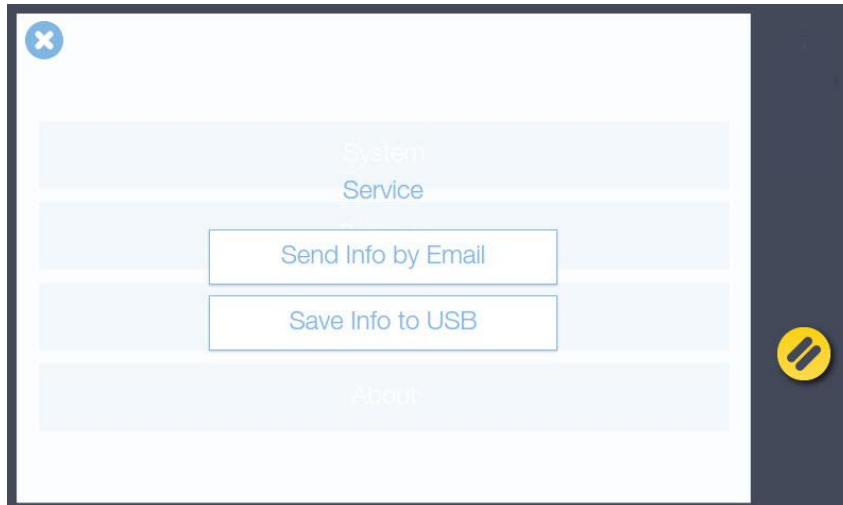 System
Service
Send Info by Email
Save Info to USB
About